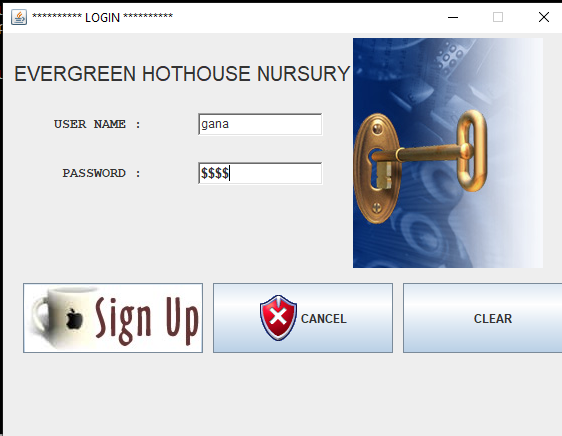 ********** LOGIN **********
EVERGREEN HOTHOUSE NURSURY
USER NAME : gana
PASSWORD : $$$$
Sign Up CANCEL CLEAR